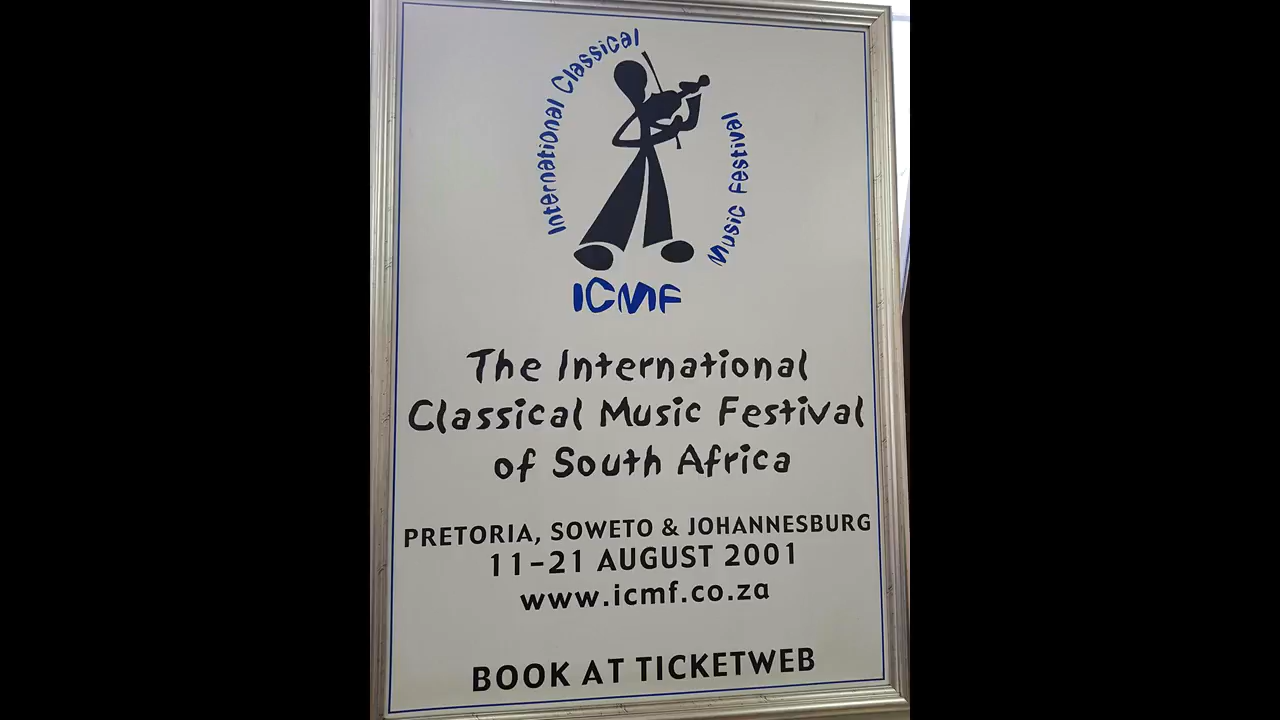 International Classical
Music Festival
ICMF
The International
Classical Music Festival
of South Africa
PRETORIA, SOWETO & JOHANNESBURG
11-21 AUGUST 2001
www.icmf.co.za
BOOK AT TICKETWEB